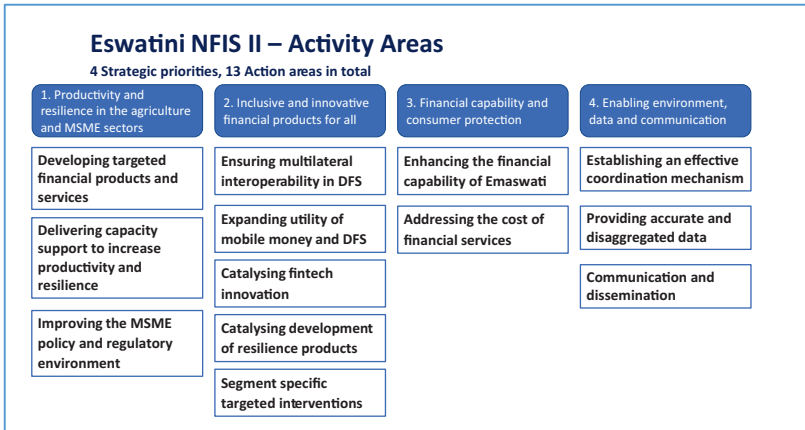 Eswatini NFIS II – Activity Areas
4 Strategic priorities, 13 Action areas in total
1. Productivity and
resilience in the agriculture
and MSME sectors
Developing targeted
financial products and
services
Delivering capacity
support to increase
productivity and
resilience
Improving the MSME
policy and regulatory
environment
2. Inclusive and innovative
financial products for all
Ensuring multilateral
interoperability in DFS
Expanding utility of
mobile money and DFS
Catalysing fintech
innovation
Catalysing development
of resilience products
Segment specific
targeted interventions
3. Financial capability and
consumer protection
Enhancing the financial
capability of Emaswati
Addressing the cost of
financial services
4. Enabling environment,
data and communication
Establishing an effective
coordination mechanism
Providing accurate and
disaggregated data
Communication and
dissemination